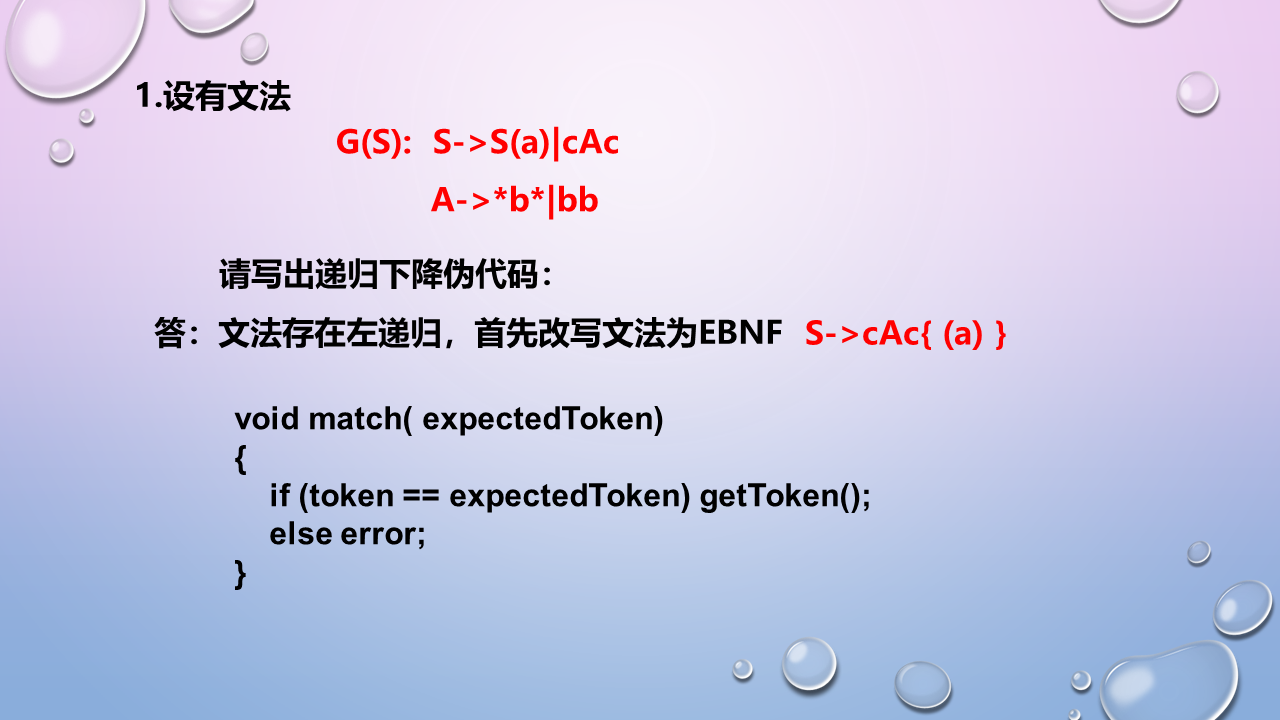 1.设有文法
G(S): S->S(a)|cAc
A->*b*|bb
请写出递归下降伪代码：
答：文法存在左递归，首先改写文法为EBNF S->cAc{ (a) }
void match( expectedToken)
{
if (token == expectedToken) getToken();
else error;
}